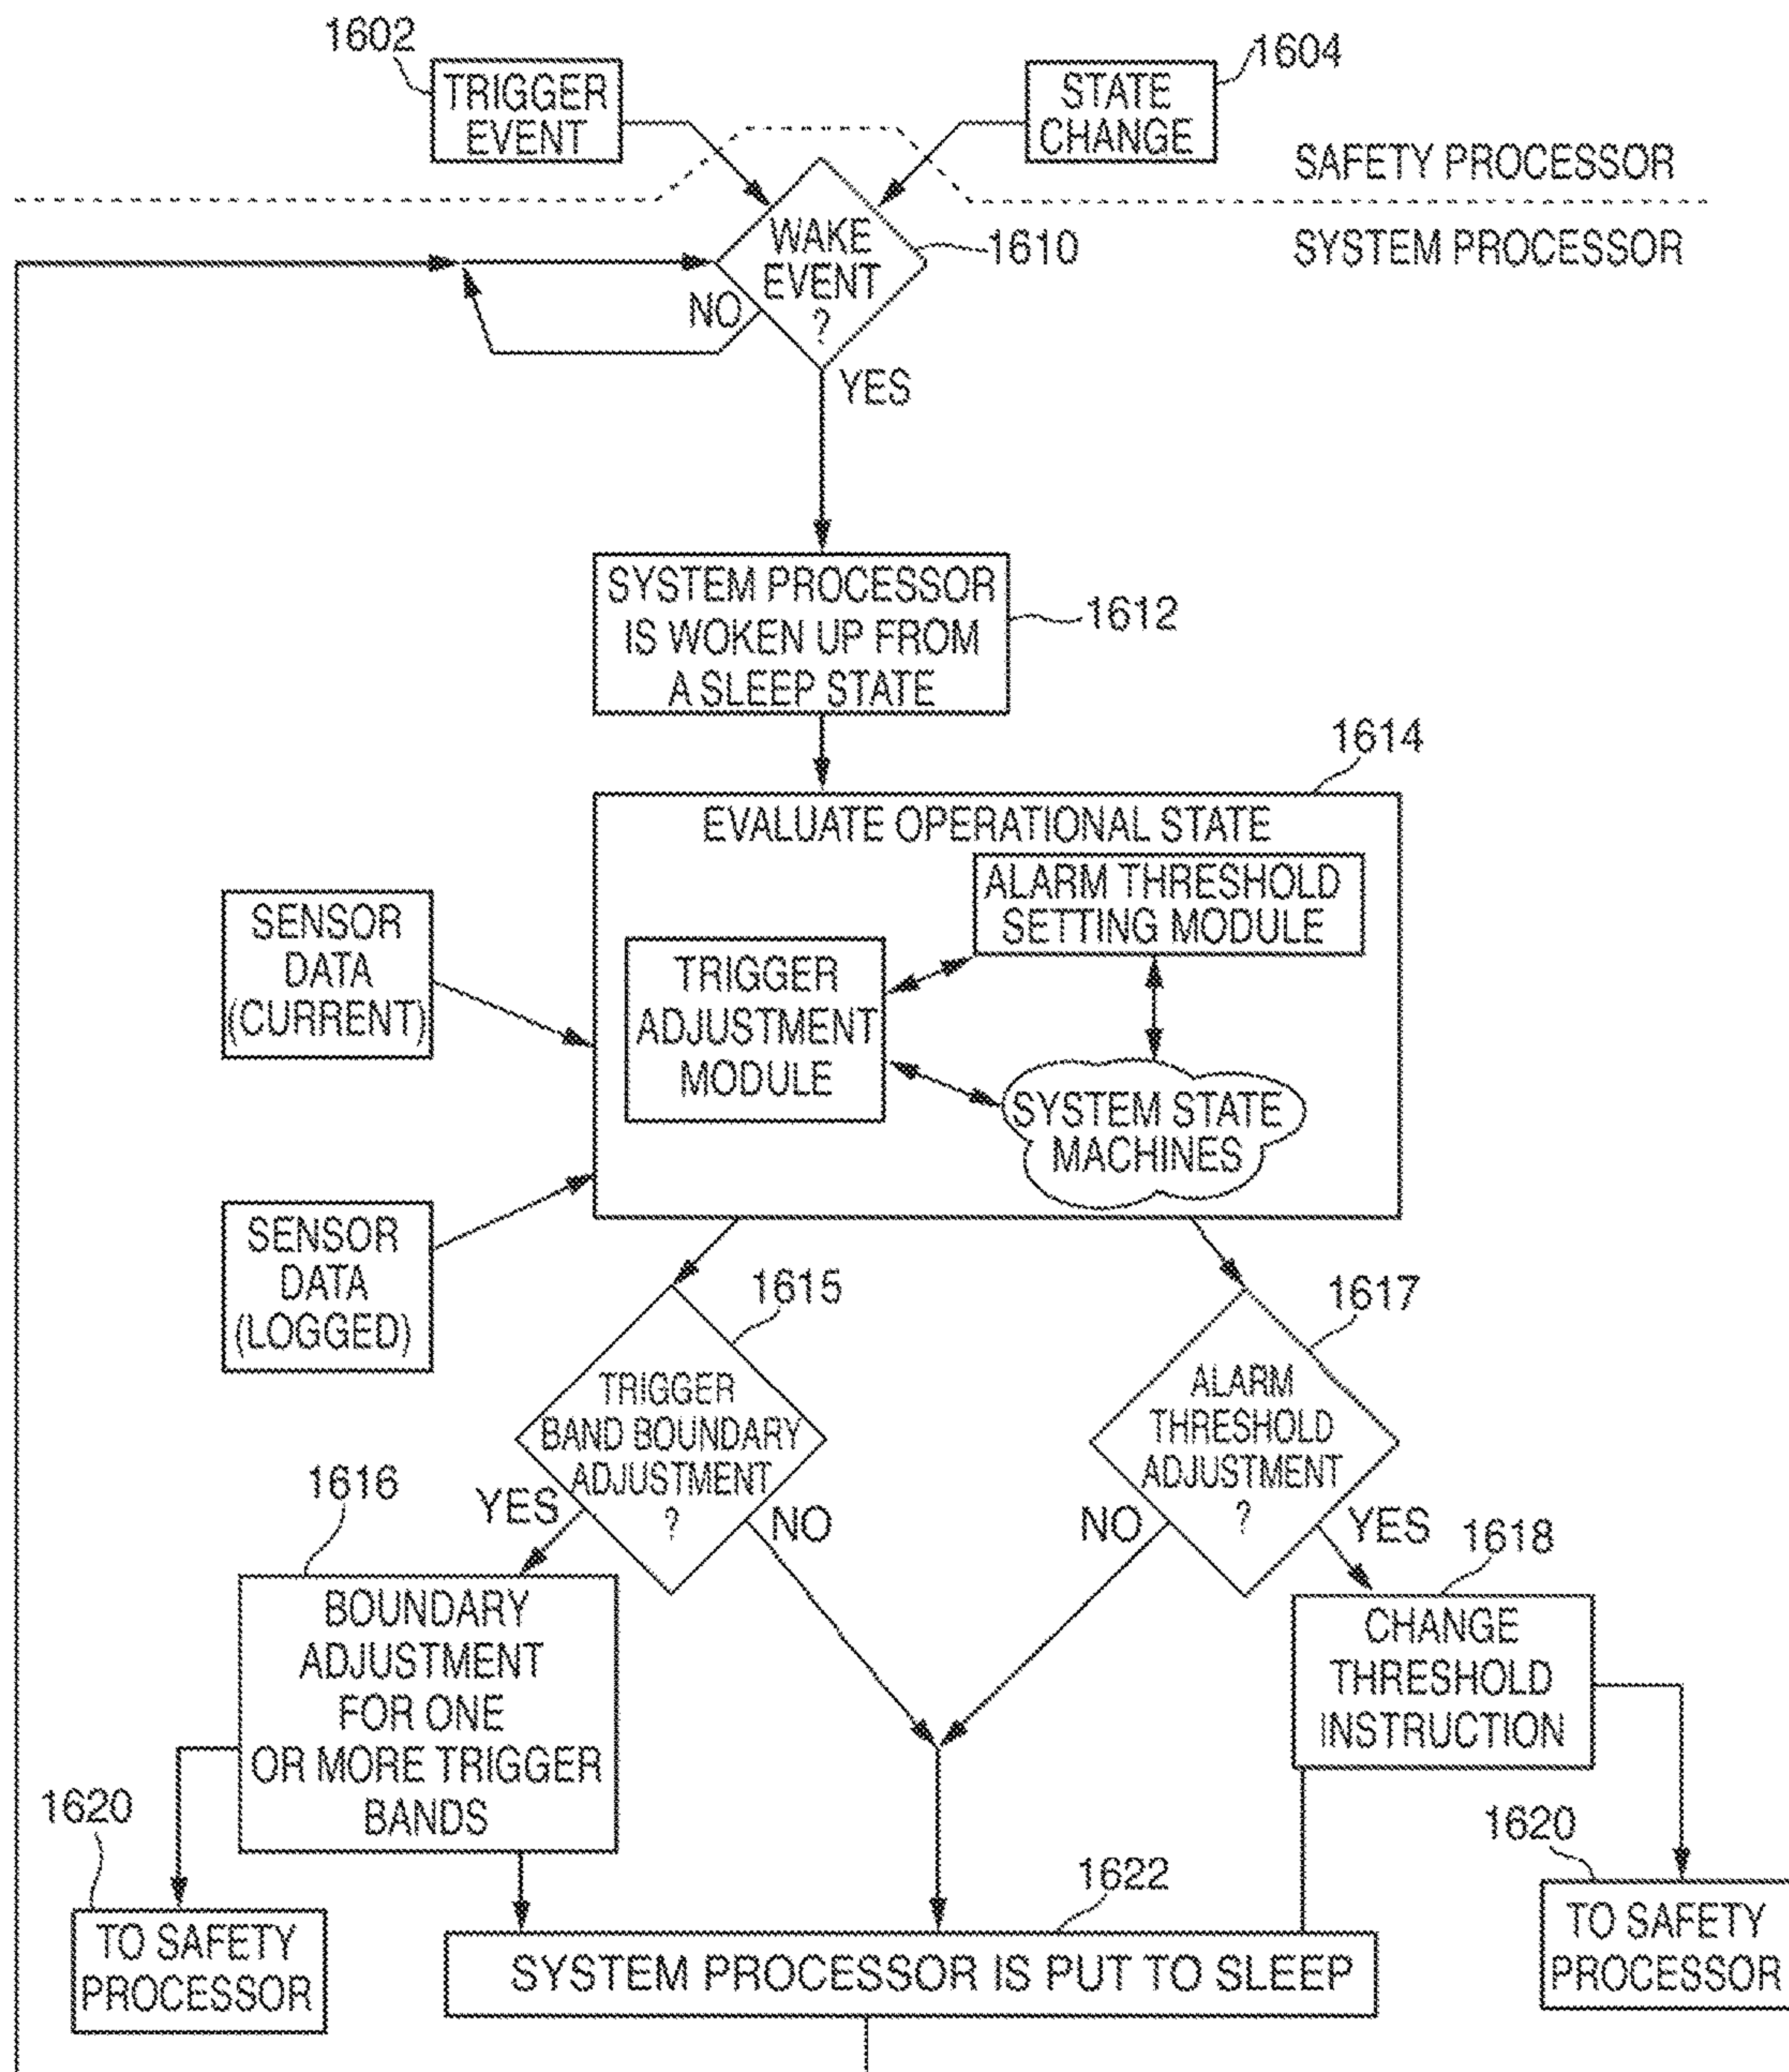 1602
TRIGGER
EVENT
STATE
CHANGE
1604
SAFETY PROCESSOR
SYSTEM PROCESSOR
WAKE
EVENT
?
1610
NO
YES
SYSTEM PROCESSOR
IS WOKEN UP FROM
A SLEEP STATE
1612
1614
EVALUATE OPERATIONAL STATE
ALARM THRESHOLD
SETTING MODULE
TRIGGER
ADJUSTMENT
MODULE
SYSTEM STATE
MACHINES
SENSOR
DATA
(CURRENT)
SENSOR
DATA
(LOGGED)
1615
TRIGGER
BAND BOUNDARY
ADJUSTMENT
?
YES
NO
1617
ALARM
THRESHOLD
ADJUSTMENT
?
NO
YES
1616
BOUNDARY
ADJUSTMENT
FOR ONE
OR MORE TRIGGER
BANDS
1618
CHANGE
THRESHOLD
INSTRUCTION
1620
TO SAFETY
PROCESSOR
1622
SYSTEM PROCESSOR IS PUT TO SLEEP
1620
TO SAFETY
PROCESSOR